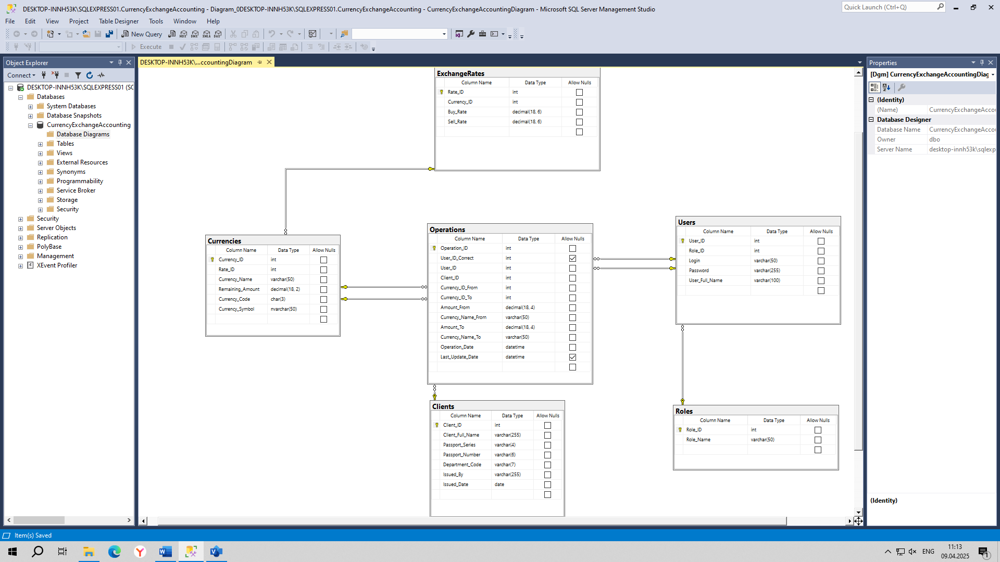 DESKTOP-INNH53K\SQLEXPRESS01.CurrencyExchangeAccounting - Diagram_0DESKTOP-INNH53K\SQLEXPRESS01.CurrencyExchangeAccounting - CurrencyExchangeAccountingDiagram - Microsoft SQL Server Management Studio
Quick Launch (Ctrl+Q)
File Edit View Project Table Designer Tools Window Help
New Query
MDX DMX XMLA DAX
Execute
Object Explorer
Connect
DESKTOP-INNH53K\SQLEXPRESS01 (SQ
Databases
System Databases
Database Snapshots
CurrencyExchangeAccounting
Database Diagrams
Tables
Views
External Resources
Synonyms
Programmability
Service Broker
Storage
Security
Security
Server Objects
Replication
PolyBase
Management
XEvent Profiler
DESKTOP-INNH53K\...ccountingDiagram
ExchangeRates
Column Name Data Type Allow Nulls
Rate_ID int
Currency_ID int
Buy_Rate decimal(18, 6)
Sell_Rate decimal(18, 6)
Currencies
Column Name Data Type Allow Nulls
Currency_ID int
Rate_ID int
Currency_Name varchar(50)
Remaining_Amount decimal(18, 2)
Currency_Code char(3)
Currency_Symbol nvarchar(50)
Operations
Column Name Data Type Allow Nulls
Operation_ID int
User_ID_Correct int
User_ID int
Client_ID int
Currency_ID_From int
Currency_ID_To int
Amount_From decimal(18, 4)
Currency_Name_From varchar(50)
Amount_To decimal(18, 4)
Currency_Name_To varchar(50)
Operation_Date datetime
Last_Update_Date datetime
Users
Column Name Data Type Allow Nulls
User_ID int
Role_ID int
Login varchar(50)
Password varchar(255)
User_Full_Name varchar(100)
Clients
Column Name Data Type Allow Nulls
Client_ID int
Client_Full_Name varchar(255)
Passport_Series varchar(4)
Passport_Number varchar(6)
Department_Code varchar(7)
Issued_By varchar(255)
Issued_Date date
Roles
Column Name Data Type Allow Nulls
Role_ID int
Role_Name varchar(50)
Properties
[Dgm] CurrencyExchangeAccountingDiag
(Identity)
(Name) CurrencyExchangeAccou
Database Designer
Database Name CurrencyExchangeAccou
Owner dbo
Server Name desktop-innh53k\sqlexp
(Identity)
Item(s) Saved
ENG
11:13
09.04.2025
1